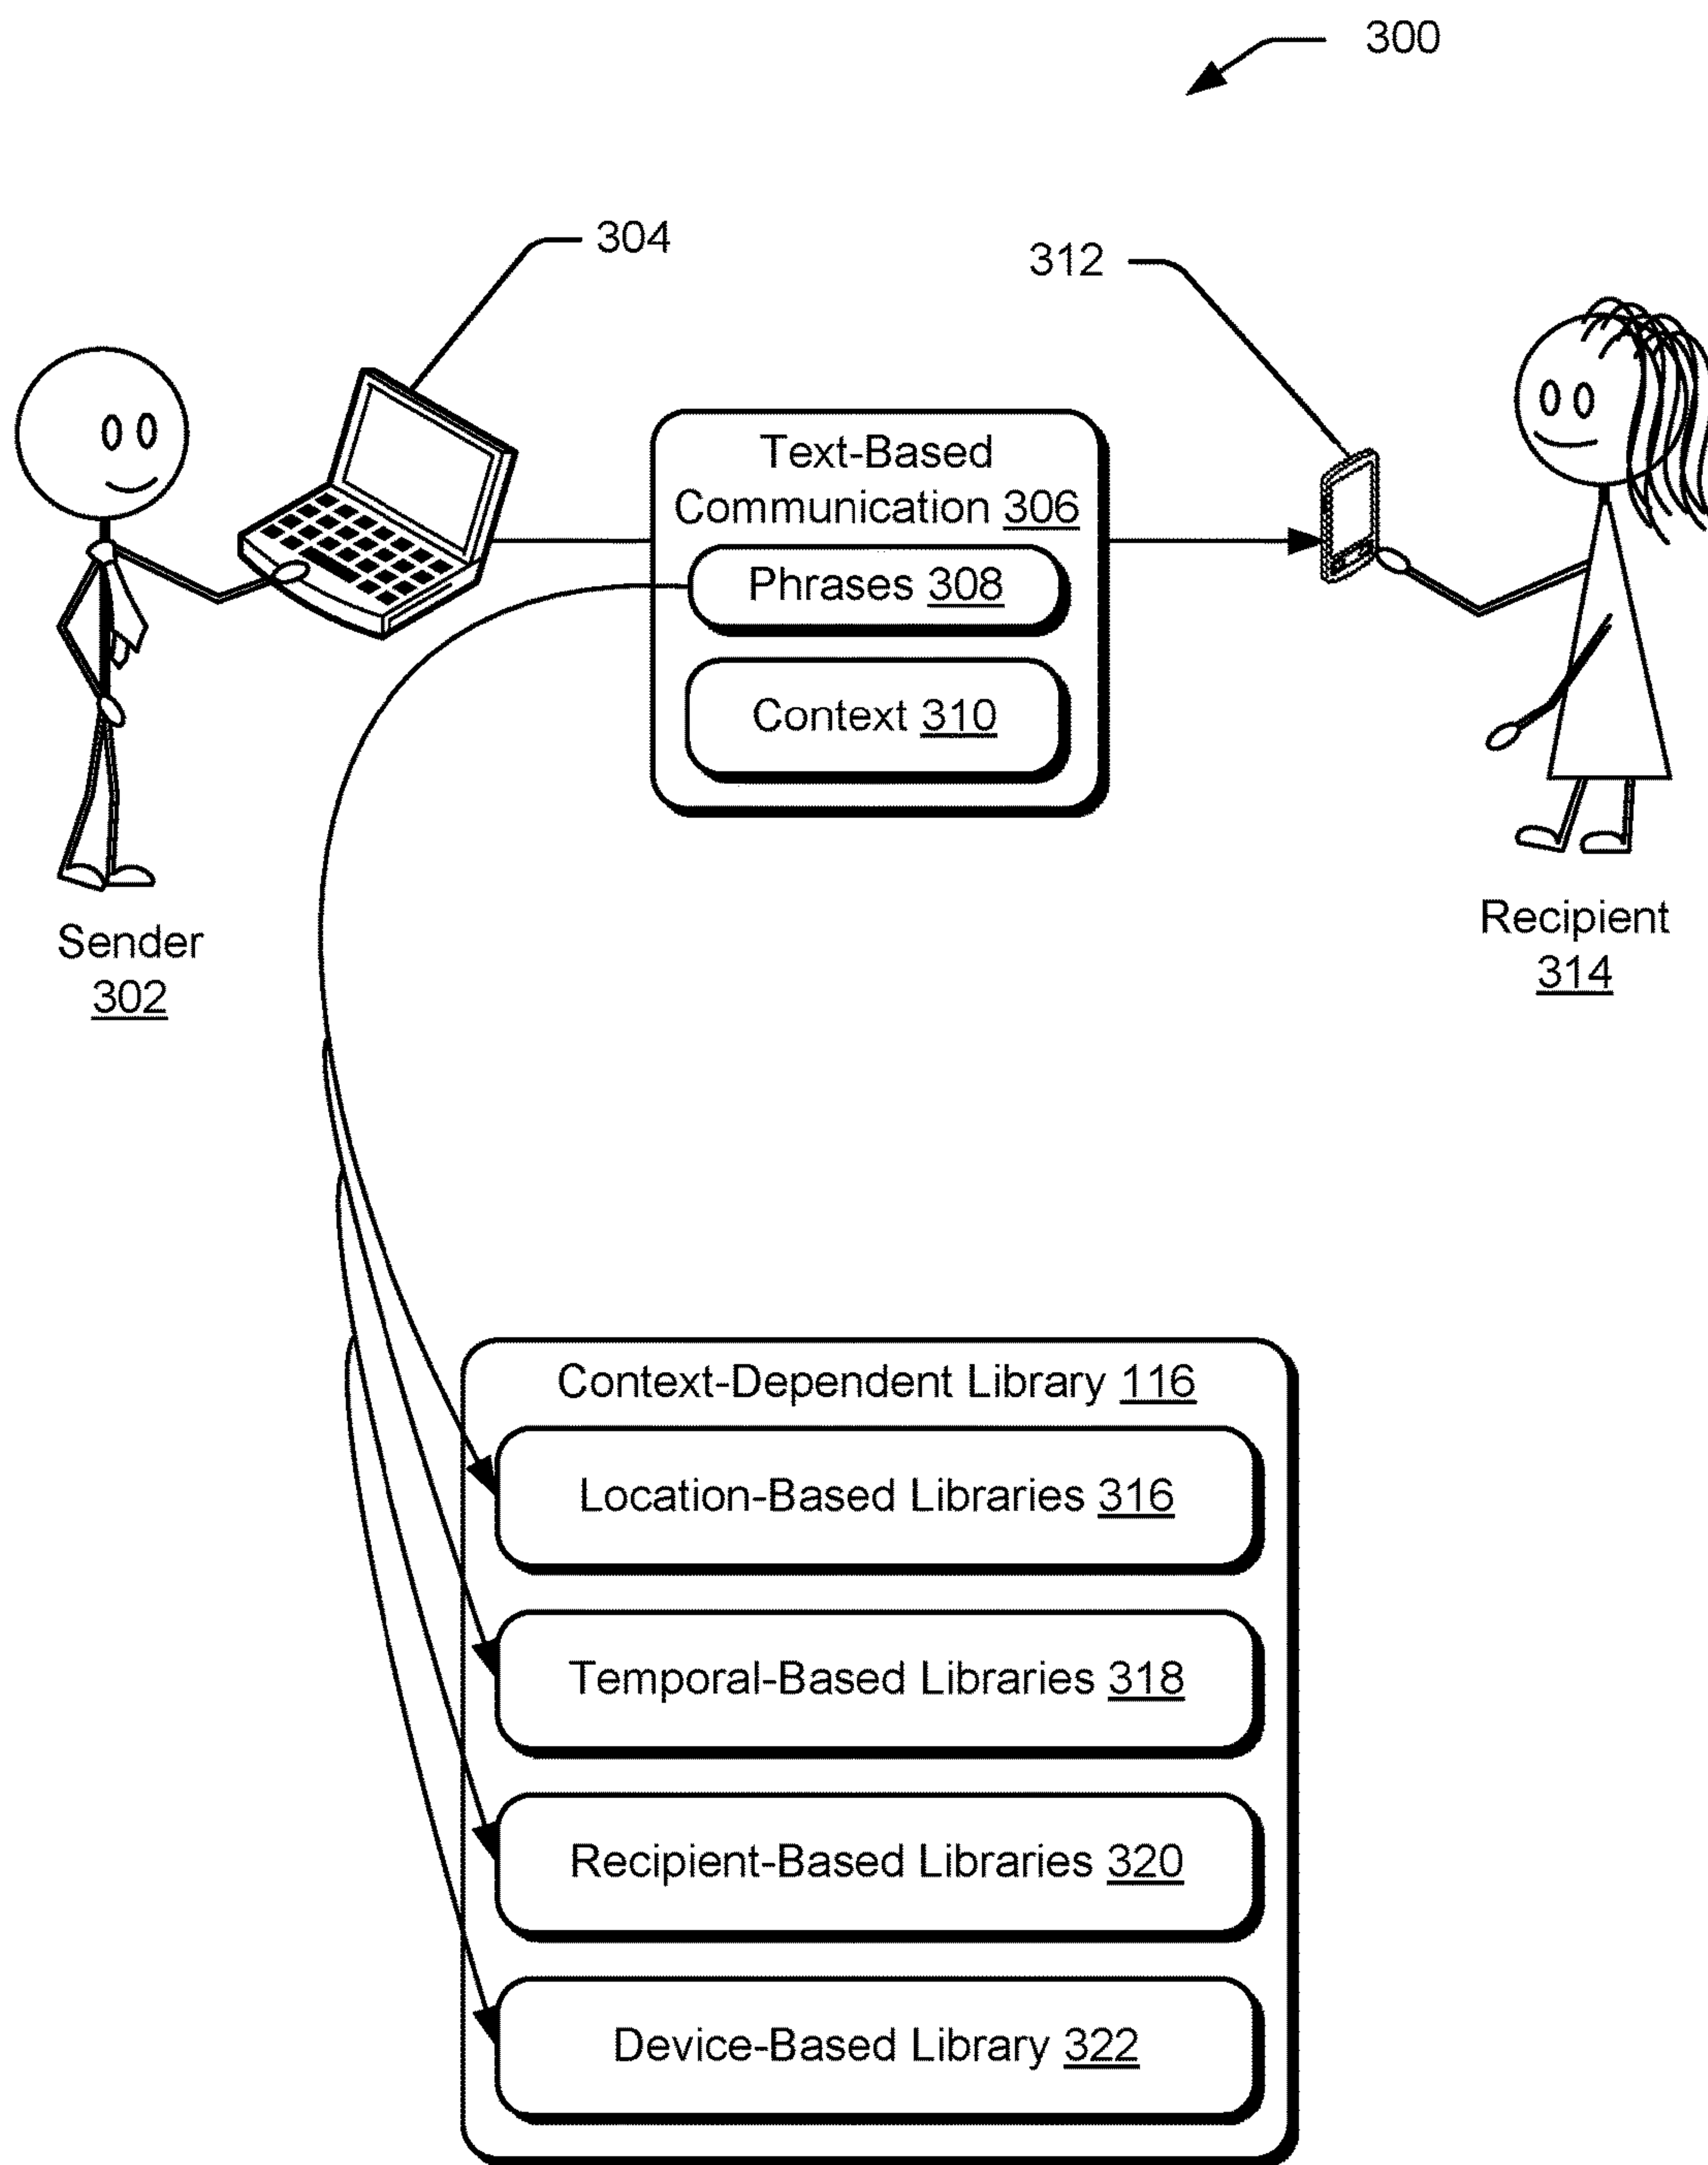 300
304
312
Text-Based
Communication 306
Phrases 308
Context 310
Sender
302
Recipient
314
Context-Dependent Library 116
Location-Based Libraries 316
Temporal-Based Libraries 318
Recipient-Based Libraries 320
Device-Based Library 322